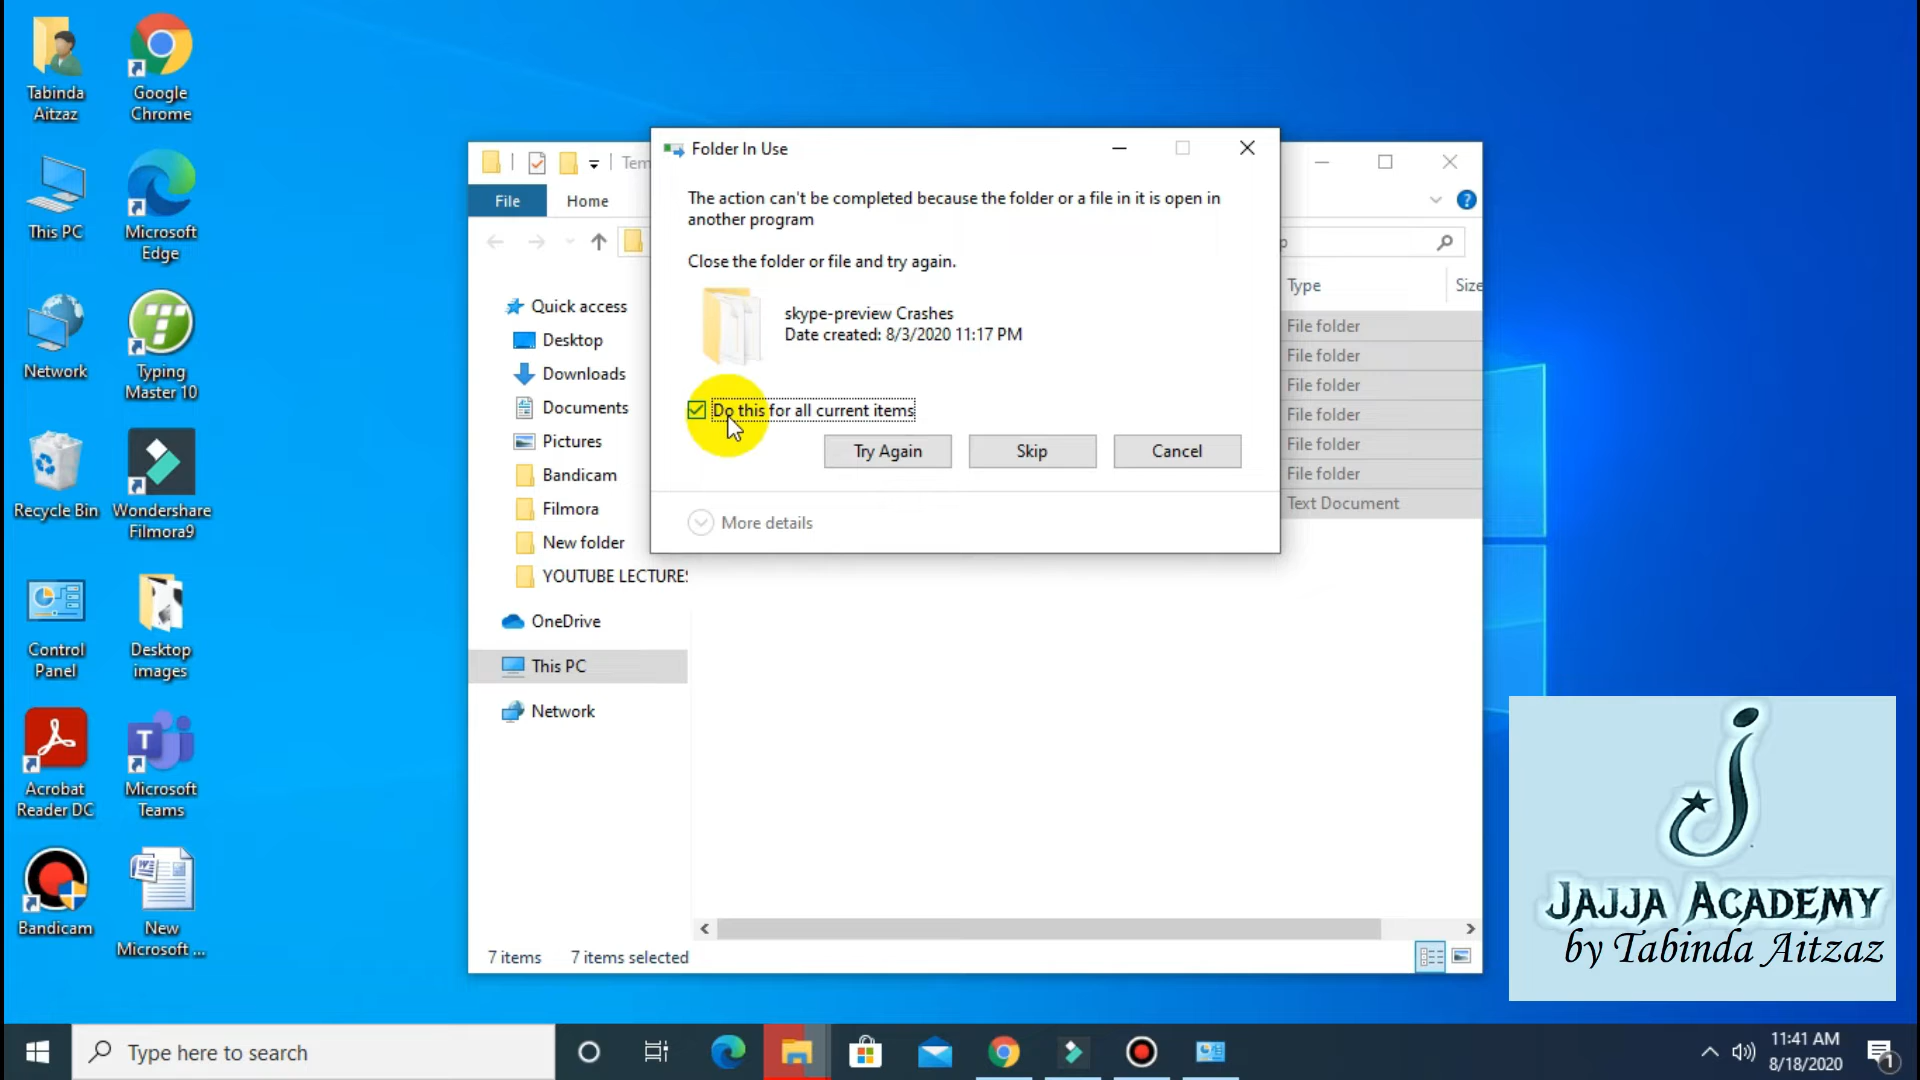 Tabinda
Aitzaz
Google
Chrome
This PC
Microsoft
Edge
Network
Typing
Master 10
Recycle Bin
Wondershare
Filmora9
Control
Panel
Desktop
images
Acrobat
Reader DC
Microsoft
Teams
Bandicam
New
Microsoft ...
Tem
File
Home
Quick access
Desktop
Downloads
Documents
Pictures
Bandicam
Filmora
New folder
YOUTUBE LECTURES
OneDrive
This PC
Network
Type
Size
File folder
File folder
File folder
File folder
File folder
File folder
Text Document
7 items
7 items selected
Folder In Use
The action can't be completed because the folder or a file in it is open in
another program
Close the folder or file and try again.
skype-preview Crashes
Date created: 8/3/2020 11:17 PM
Do this for all current items
Try Again
Skip
Cancel
More details
JAJJA ACADEMY
by Tabinda Aitzaz
Type here to search
11:41 AM
8/18/2020
1